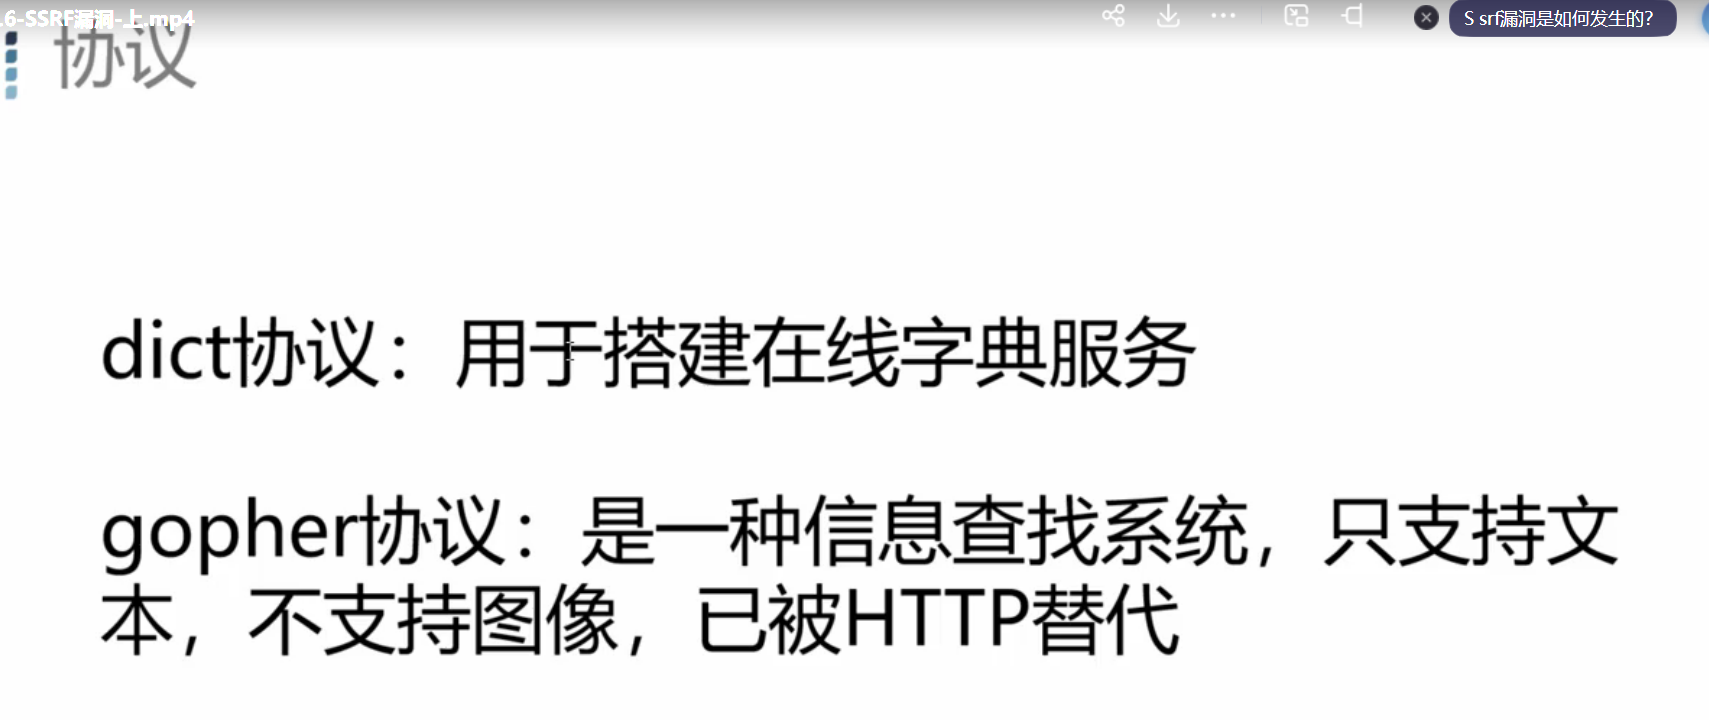 .6-SSRF漏洞-上.mp4
S srf漏洞是如何发生的?
协议
dict协议：用于搭建在线字典服务
gopher协议：是一种信息查找系统，只支持文
本，不支持图像，已被HTTP替代